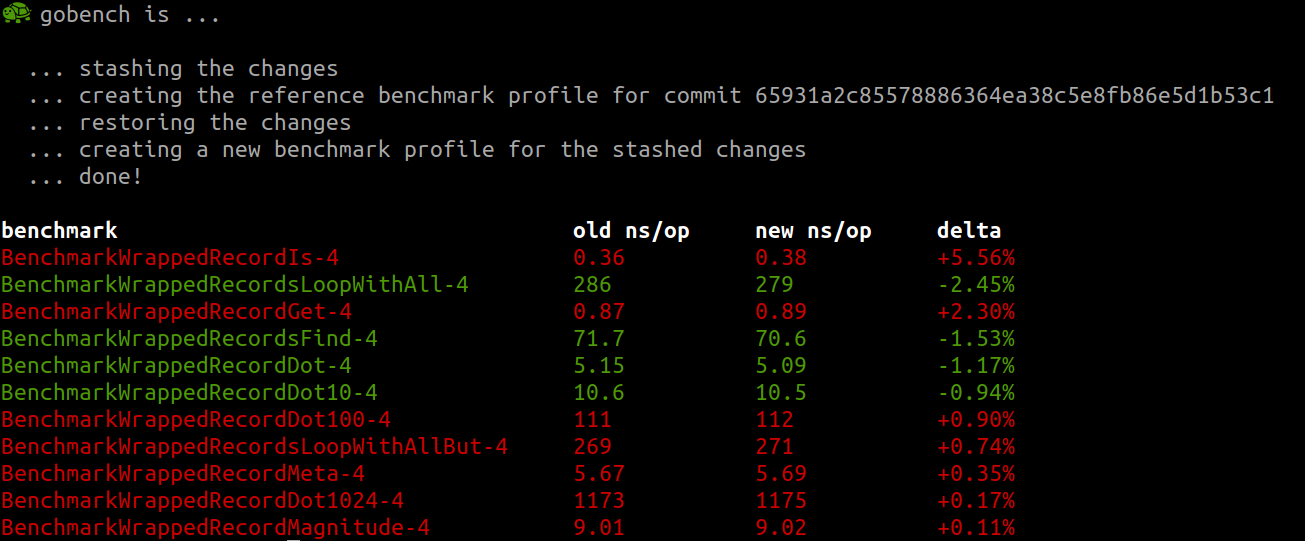 gobench is ...
... stashing the changes
... creating the reference benchmark profile for commit 65931a2c85578886364ea38c5e8fb86e5d1b53c1
... restoring the changes
... creating a new benchmark profile for the stashed changes
... done!
benchmark old ns/op new ns/op delta
BenchmarkWrappedRecordIs-4 0.36 0.38 +5.56%
BenchmarkWrappedRecordsLoopWithAll-4 286 279 -2.45%
BenchmarkWrappedRecordGet-4 0.87 0.89 +2.30%
BenchmarkWrappedRecordsFind-4 71.7 70.6 -1.53%
BenchmarkWrappedRecordDot-4 5.15 5.09 -1.17%
BenchmarkWrappedRecordDot10-4 10.6 10.5 -0.94%
BenchmarkWrappedRecordDot100-4 111 112 +0.90%
BenchmarkWrappedRecordsLoopWithAllBut-4 269 271 +0.74%
BenchmarkWrappedRecordMeta-4 5.67 5.69 +0.35%
BenchmarkWrappedRecordDot1024-4 1173 1175 +0.17%
BenchmarkWrappedRecordMagnitude-4 9.01 9.02 +0.11%